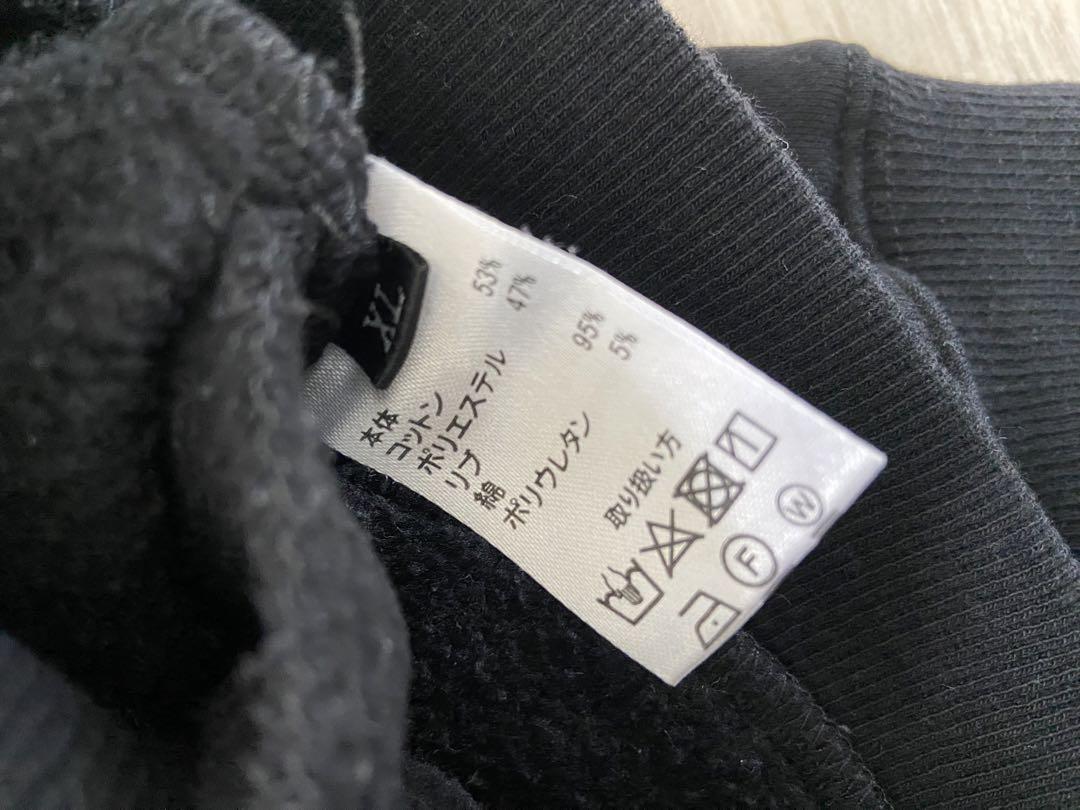 XL
本体
コットン 53%
ポリエステル 47%
リブ
綿 95%
ポリウレタン 5%
取り扱い方
F W